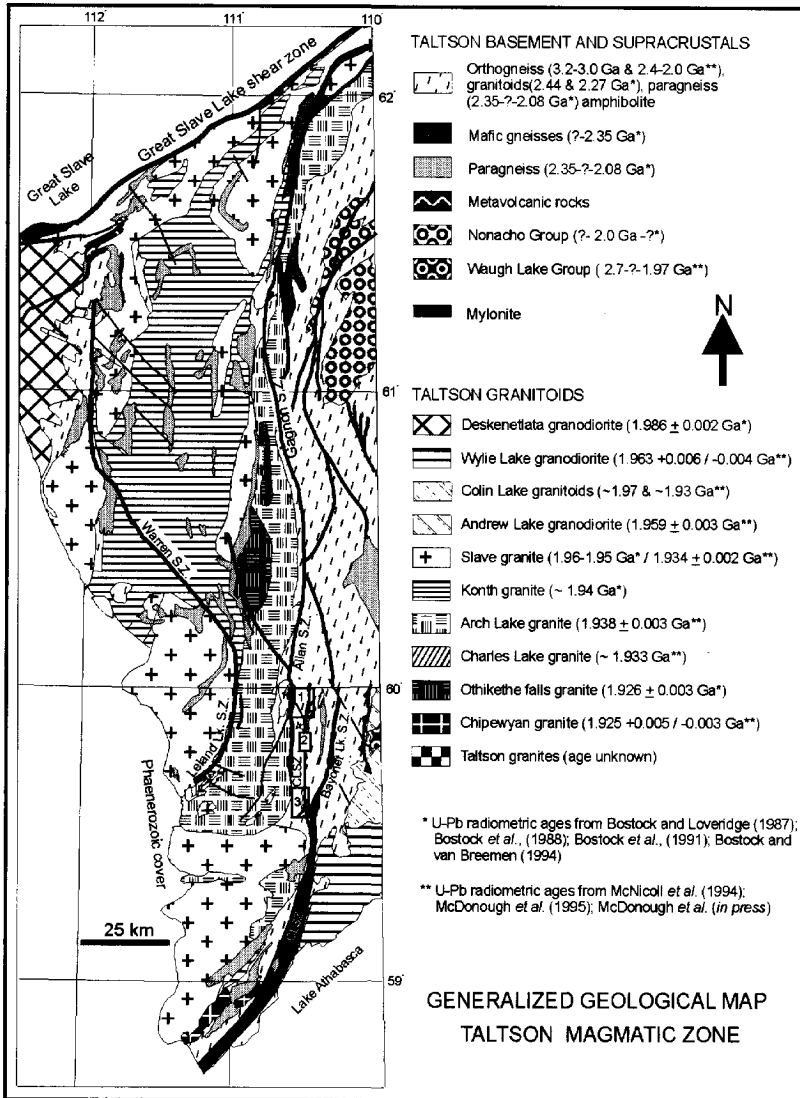 112°
111°
110°
62°
61°
60°
59°
Great Slave Lake shear zone
Great Slave
Lake
Gagnon S.Z.
Warren S.Z.
Allan S.Z.
Leland Lk. S.Z.
Bayonet Lk. S.Z.
CLSZ
1
2
3
CLSZ
Phaenerozoic cover
25 km
Lake Athabasca
TALTSON BASEMENT AND SUPRACRUSTALS
Orthogneiss (3.2-3.0 Ga & 2.4-2.0 Ga**),
granitoids(2.44 & 2.27 Ga*), paragneiss
(2.35-?-2.08 Ga*) amphibolite
Mafic gneisses (?-2.35 Ga*)
Paragneiss (2.35-?-2.08 Ga*)
Metavolcanic rocks
Nonacho Group (?- 2.0 Ga -?*)
Waugh Lake Group ( 2.7-?-1.97 Ga**)
Mylonite
N
TALTSON GRANITOIDS
Deskenetlata granodiorite (1.986 ± 0.002 Ga*)
Wylie Lake granodiorite (1.963 +0.006 / -0.004 Ga**)
Colin Lake granitoids (~1.97 & ~1.93 Ga**)
Andrew Lake granodiorite (1.959 ± 0.003 Ga**)
Slave granite (1.96-1.95 Ga* / 1.934 ± 0.002 Ga**)
Konth granite (~ 1.94 Ga*)
Arch Lake granite (1.938 ± 0.003 Ga**)
Charles Lake granite (~ 1.933 Ga**)
Othikethe falls granite (1.926 ± 0.003 Ga*)
Chipewyan granite (1.925 +0.005 / -0.003 Ga**)
Taltson granites (age unknown)
* U-Pb radiometric ages from Bostock and Loveridge (1987);
Bostock et al., (1988); Bostock et al., (1991); Bostock and
van Breemen (1994)
** U-Pb radiometric ages from McNicoll et al. (1994);
McDonough et al. (1995); McDonough et al. (in press)
GENERALIZED GEOLOGICAL MAP
TALTSON MAGMATIC ZONE